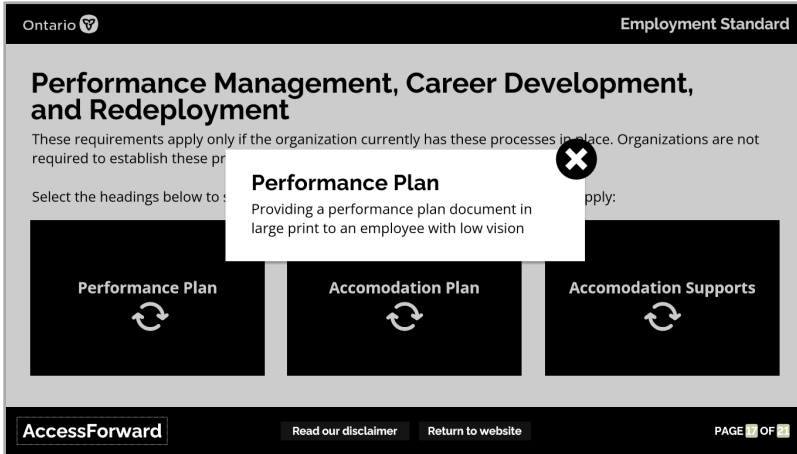 Ontario
Employment Standard
Performance Management, Career Development,
and Redeployment
These requirements apply only if the organization currently has these processes in place. Organizations are not
required to establish these pr
Select the headings below to s
pply:
Performance Plan
Providing a performance plan document in
large print to an employee with low vision
Performance Plan
Accomodation Plan
Accomodation Supports
AccessForward
Read our disclaimer
Return to website
PAGE 17 OF 21